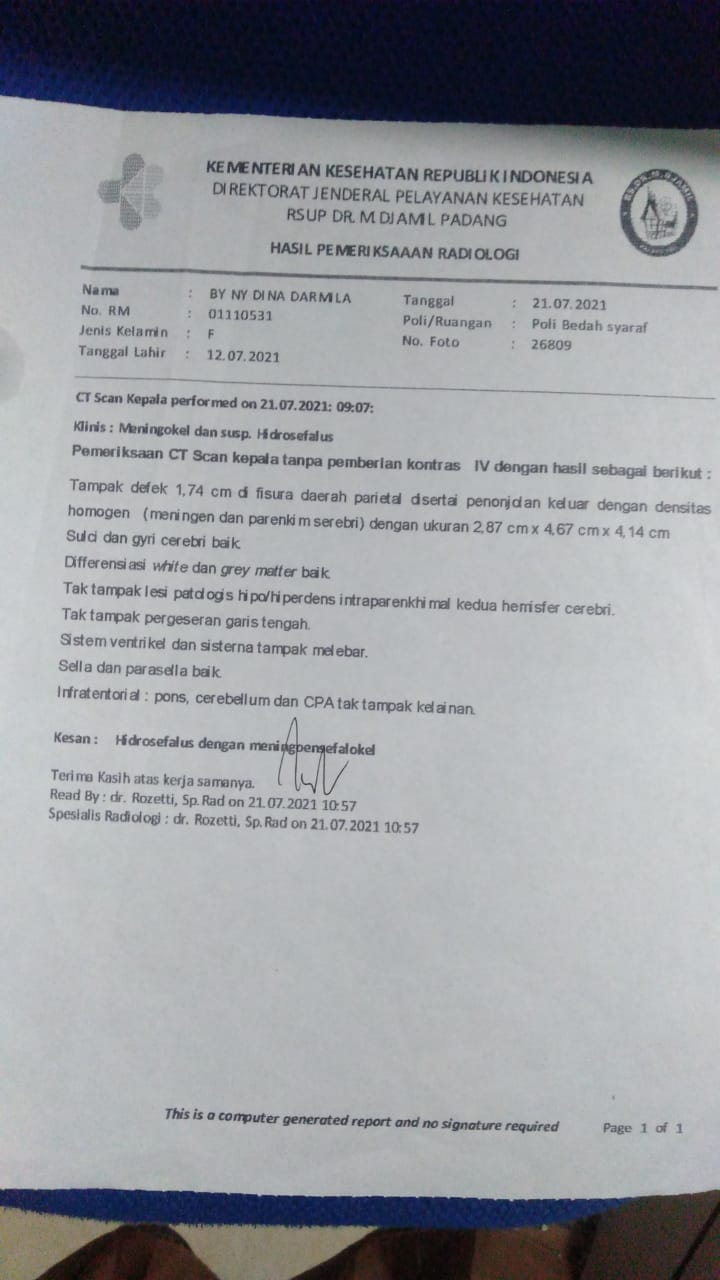 KEMENTERIAN KESEHATAN REPUBLIK INDONESIA
DIREKTORAT JENDERAL PELAYANAN KESEHATAN
RSUP DR. M. DJAMIL PADANG
HASIL PEMERIKSAAAN RADIOLOGI
Nama : BY NY DINA DARMILA
No. RM : 01110531
Jenis Kelamin : F
Tanggal Lahir : 12.07.2021
Tanggal : 21.07.2021
Poli/Ruangan : Poli Bedah syaraf
No. Foto : 26809
CT Scan Kepala performed on 21.07.2021: 09:07:
Klinis : Meningokel dan susp. Hidrosefalus
Pemeriksaan CT Scan kepala tanpa pemberian kontras IV dengan hasil sebagai berikut :
Tampak defek 1,74 cm di fisura daerah parietal disertai penonjolan keluar dengan densitas
homogen (meningen dan parenkim serebri) dengan ukuran 2,87 cm x 4,67 cm x 4,14 cm
Sulci dan gyri cerebri baik.
Differensiasi white dan grey matter baik.
Tak tampak lesi patologis hipo/hiperdens intraparenkhimal kedua hemisfer cerebri.
Tak tampak pergeseran garis tengah.
Sistem ventrikel dan sisterna tampak melebar.
Sella dan parasella baik.
Infratentorial : pons, cerebellum dan CPA tak tampak kelainan.
Kesan : Hidrosefalus dengan meningoensefalokel
Terima Kasih atas kerja samanya.
Read By : dr. Rozetti, Sp.Rad on 21.07.2021 10:57
Spesialis Radiologi : dr. Rozetti, Sp.Rad on 21.07.2021 10:57
This is a computer generated report and no signature required
Page 1 of 1